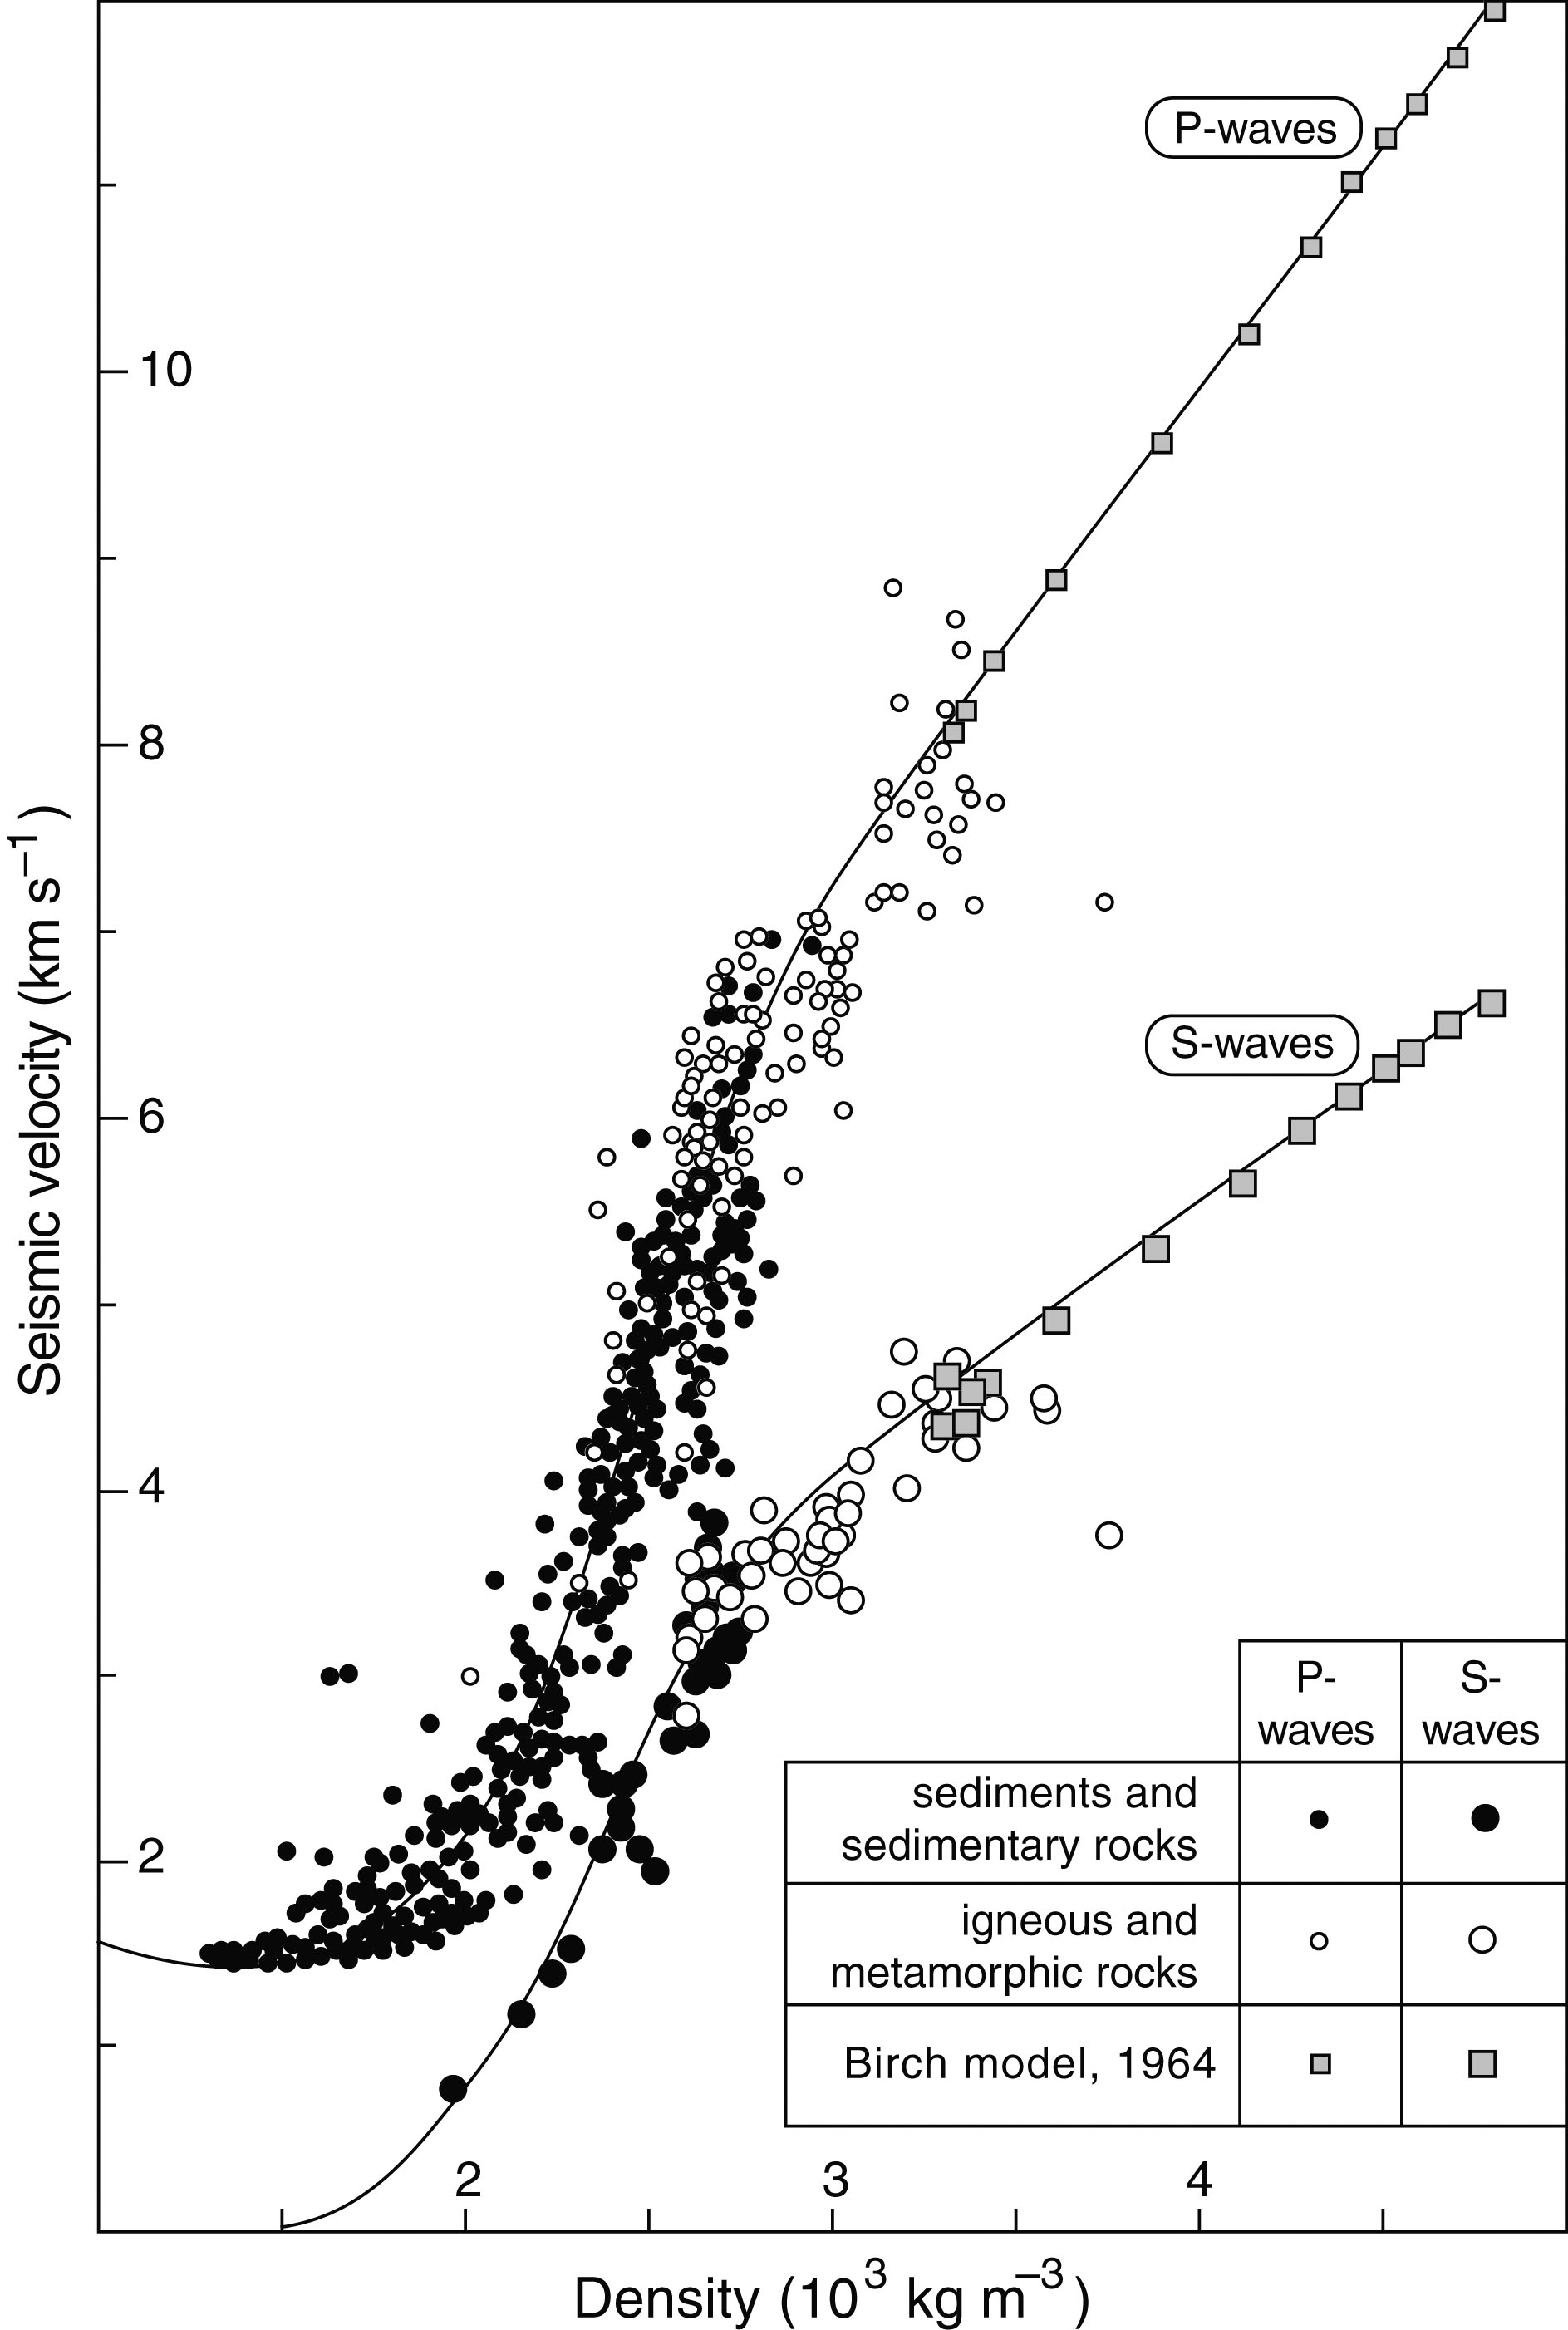 P-waves
10
8
S-waves
6
4
2
Seismic velocity (km s⁻¹)
P-
waves
S-
waves
sediments and
sedimentary rocks
igneous and
metamorphic rocks
Birch model, 1964
2
3
4
Density (10³ kg m⁻³)